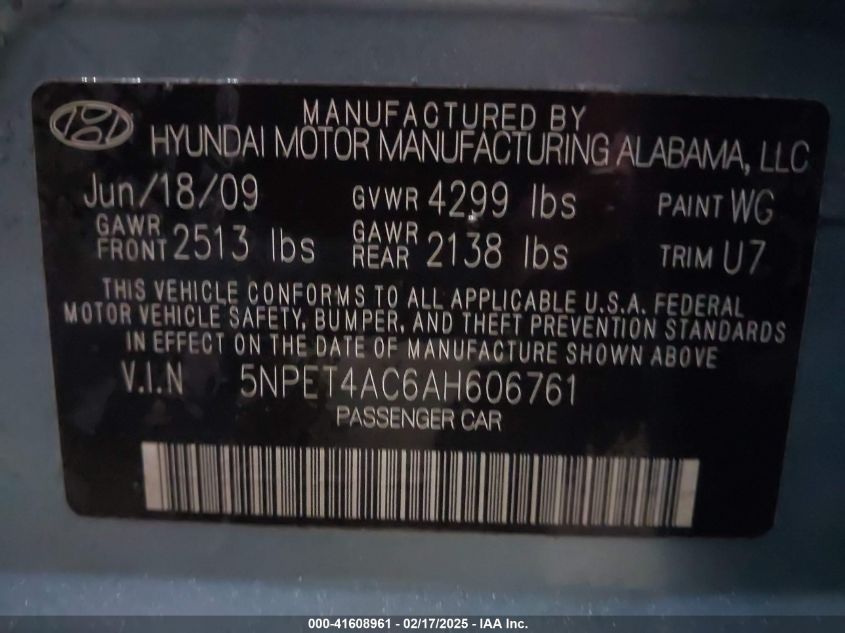 MANUFACTURED BY
HYUNDAI MOTOR MANUFACTURING ALABAMA, LLC
Jun/18/09 GVWR 4299 lbs PAINT WG
GAWR FRONT 2513 lbs GAWR REAR 2138 lbs TRIM U7
THIS VEHICLE CONFORMS TO ALL APPLICABLE U.S.A. FEDERAL
MOTOR VEHICLE SAFETY, BUMPER, AND THEFT PREVENTION STANDARDS
IN EFFECT ON THE DATE OF MANUFACTURE SHOWN ABOVE
V.I.N 5NPET4AC6AH606761
PASSENGER CAR
000-41608961 - 02/17/2025 - IAA Inc.